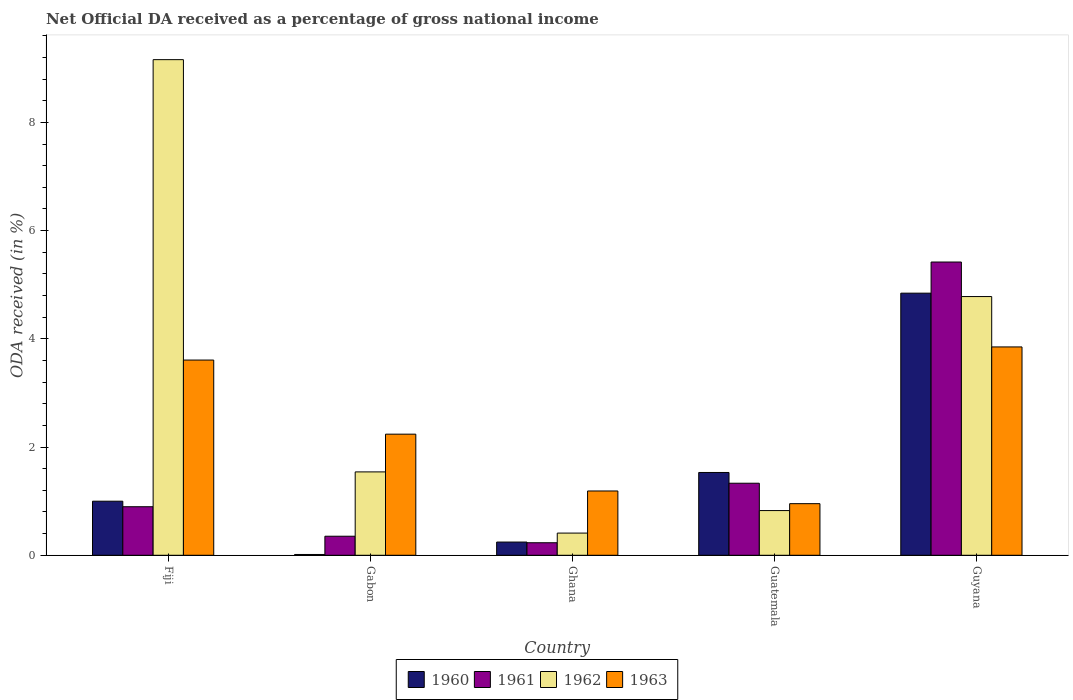 Net Official DA received as a percentage of gross national income
ODA received (in %)
8
6
4
2
0
Fiji
Gabon
Ghana
Guatemala
Guyana
Country
1960
1961
1962
1963